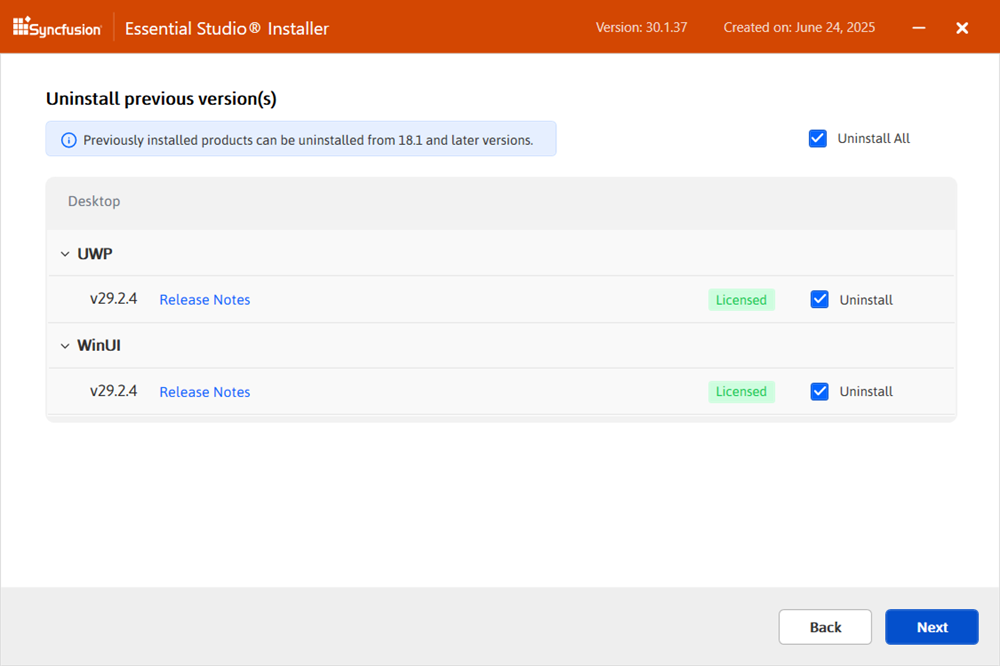 Syncfusion Essential Studio® Installer Version: 30.1.37 Created on: June 24, 2025
Uninstall previous version(s)
Previously installed products can be uninstalled from 18.1 and later versions. Uninstall All
Desktop
UWP
v29.2.4 Release Notes Licensed Uninstall
WinUI
v29.2.4 Release Notes Licensed Uninstall
Back Next